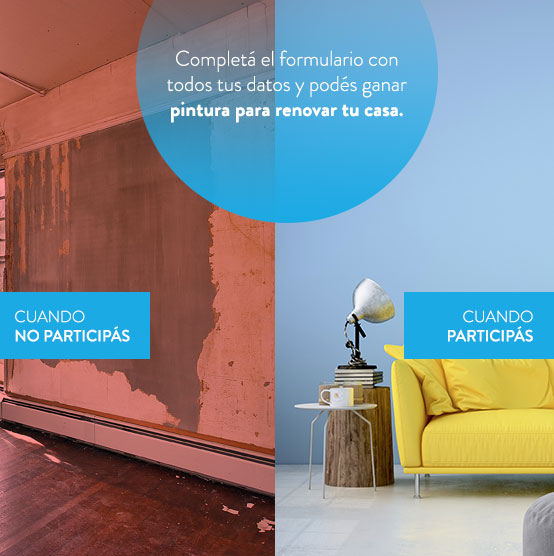 Completá el formulario con
todos tus datos y podés ganar
pintura para renovar tu casa.
CUANDO
NO PARTICIPÁS
CUANDO
PARTICIPÁS